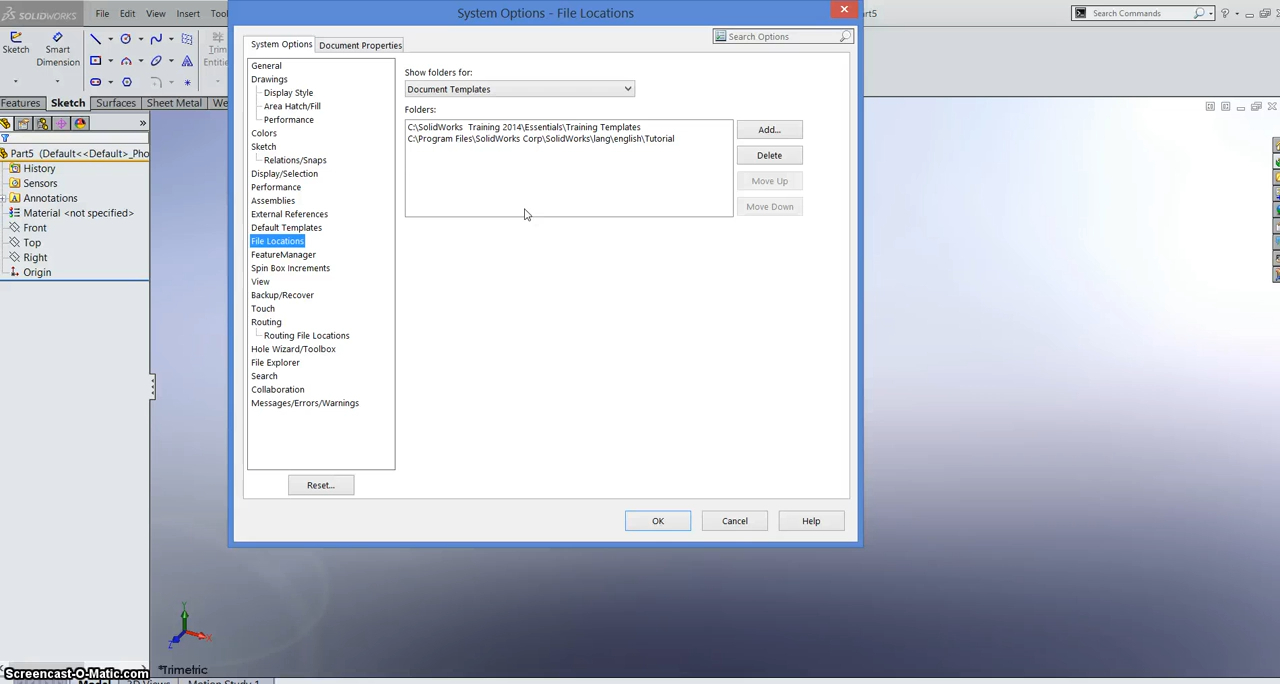 SOLIDWORKS
File Edit View Insert
System Options - File Locations
Part5
Search Commands
Sketch
Smart Dimension
Trim Entities
Features Sketch Surfaces Sheet Metal
System Options Document Properties
Search Options
Part5 (Default<<Default>_Pho
History
Sensors
Annotations
Material <not specified>
Front
Top
Right
Origin
General
Drawings
Display Style
Area Hatch/Fill
Performance
Colors
Sketch
Relations/Snaps
Display/Selection
Performance
Assemblies
External References
Default Templates
File Locations
FeatureManager
Spin Box Increments
View
Backup/Recover
Touch
Routing
Routing File Locations
Hole Wizard/Toolbox
File Explorer
Search
Collaboration
Messages/Errors/Warnings
Reset...
Show folders for:
Document Templates
Folders:
C:\SolidWorks Training 2014\Essentials\Training Templates
C:\Program Files\SolidWorks Corp\SolidWorks\lang\english\Tutorial
Add...
Delete
Move Up
Move Down
OK Cancel Help
Y
X
Z
*Trimetric
Screencast-O-Matic.com